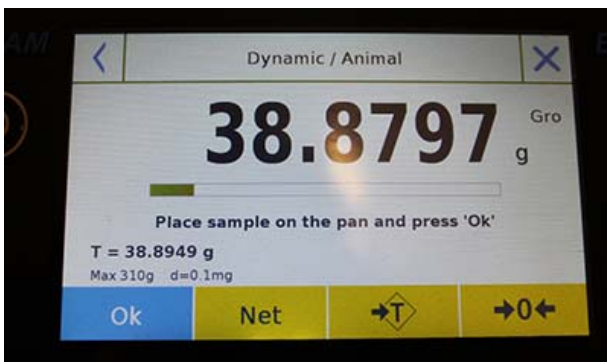 AM
Dynamic / Animal
38.8797 g Gro
Place sample on the pan and press 'Ok'
T = 38.8949 g
Max 310g d=0.1mg
Ok Net →T →0←